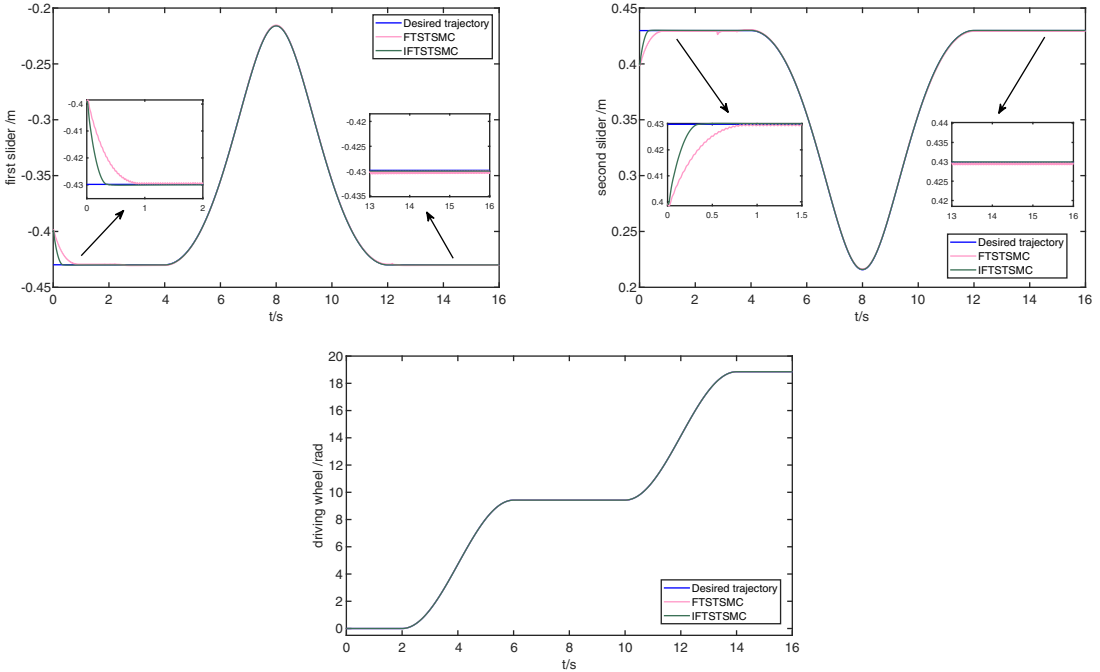 -0.2
-0.25
-0.3
-0.35
-0.4
-0.45
first slider /m
0 2 4 6 8 10 12 14 16
t/s
Desired trajectory
FTSTSMC
IFTSTSMC
-0.4
-0.41
-0.42
-0.43
0 1 2
-0.42
-0.425
-0.43
-0.435
13 14 15 16
0.45
0.4
0.35
0.3
0.25
0.2
second slider /m
0 2 4 6 8 10 12 14 16
t/s
0.43
0.42
0.41
0.4
0 0.5 1 1.5
0.44
0.435
0.43
0.425
0.42
13 14 15 16
Desired trajectory
FTSTSMC
IFTSTSMC
20
18
16
14
12
10
8
6
4
2
0
driving wheel /rad
0 2 4 6 8 10 12 14 16
t/s
Desired trajectory
FTSTSMC
IFTSTSMC